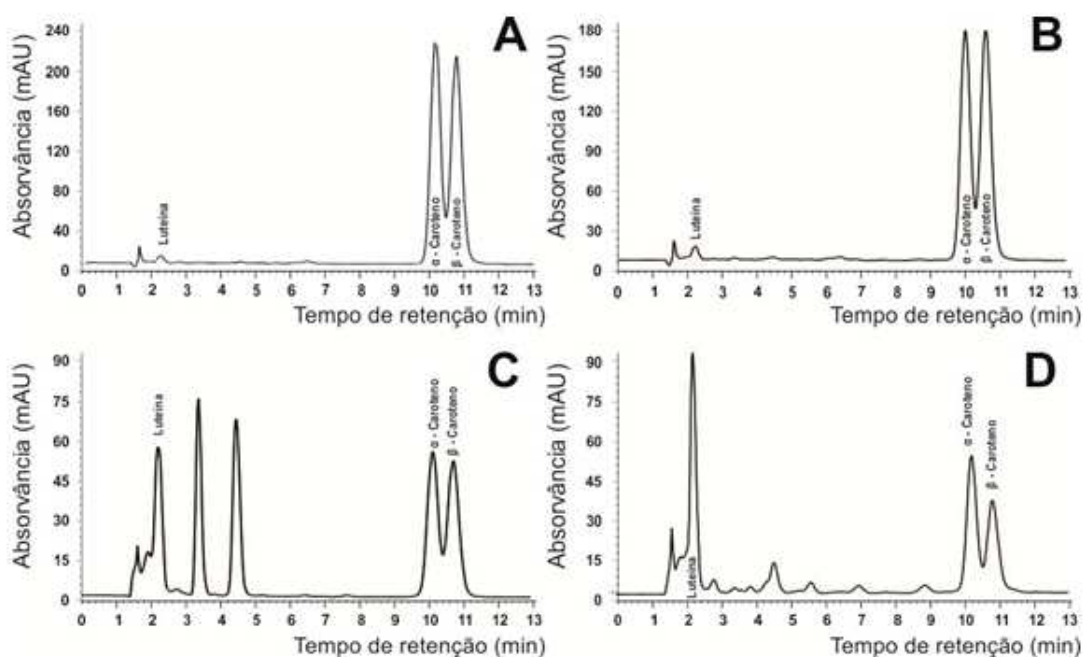 A
Absorvância (mAU)
240
200
160
120
80
40
0
Luteína
α - Caroteno
β - Caroteno
0 1 2 3 4 5 6 7 8 9 10 11 12 13
Tempo de retenção (min)
B
Absorvância (mAU)
180
150
120
90
60
30
0
Luteína
α - Caroteno
β - Caroteno
0 1 2 3 4 5 6 7 8 9 10 11 12 13
Tempo de retenção (min)
C
Absorvância (mAU)
90
75
60
45
30
15
0
Luteína
α - Caroteno
β - Caroteno
0 1 2 3 4 5 6 7 8 9 10 11 12 13
Tempo de retenção (min)
D
Absorvância (mAU)
90
75
60
45
30
15
0
Luteína
α - Caroteno
β - Caroteno
0 1 2 3 4 5 6 7 8 9 10 11 12 13
Tempo de retenção (min)